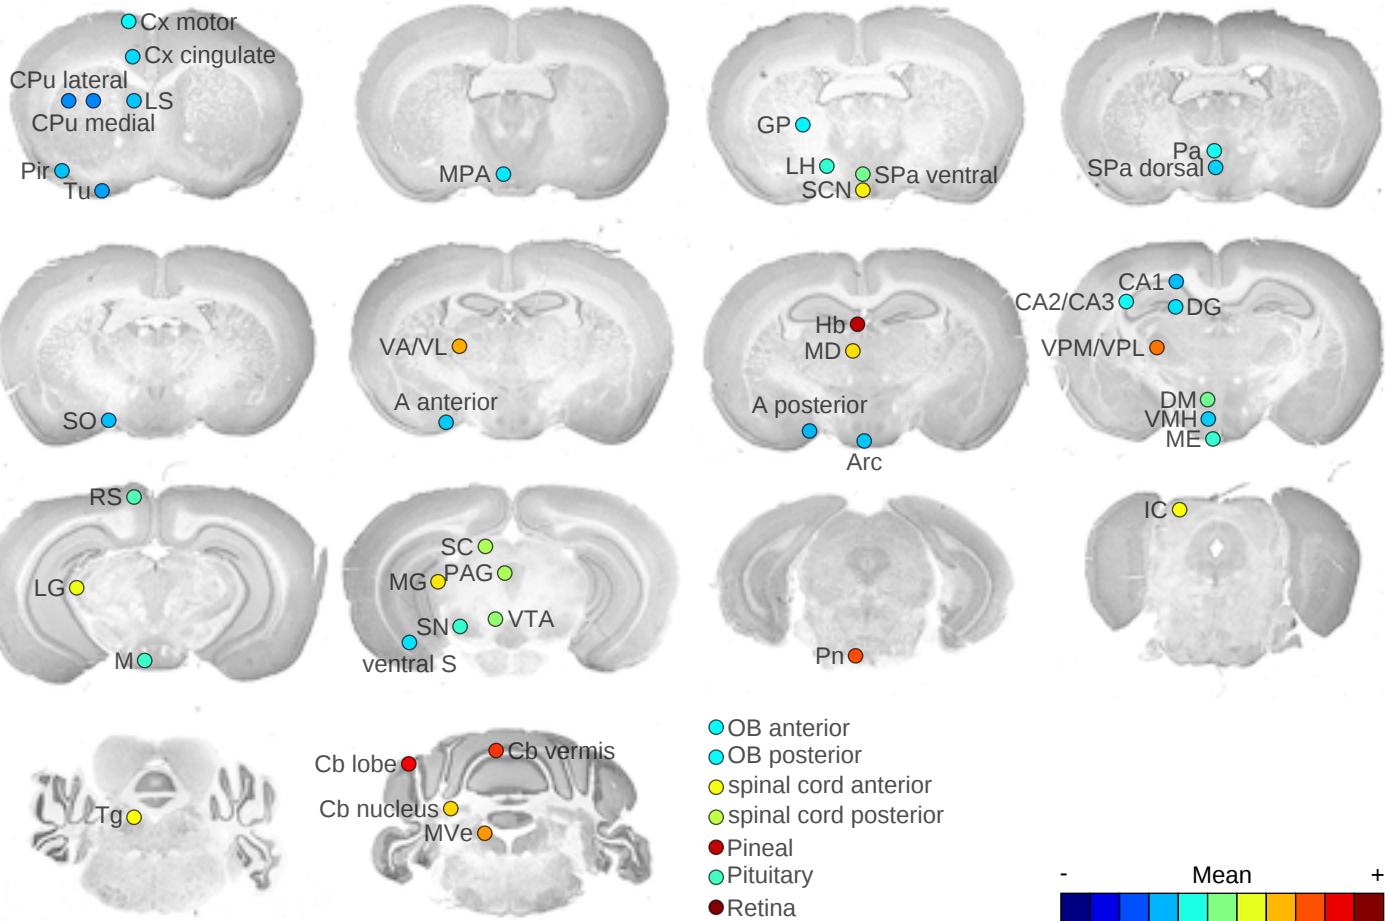 Cx motor
Cx cingulate
CPu lateral
LS
CPu medial
Pir
Tu
MPA
GP
LH
SPa ventral
SCN
Pa
SPa dorsal
SO
VA/VL
A anterior
Hb
MD
A posterior
Arc
CA1
CA2/CA3
DG
VPM/VPL
DM
VMH
ME
RS
LG
M
SC
PAG
MG
VTA
SN
ventral S
Pn
IC
Tg
Cb vermis
Cb lobe
Cb nucleus
MVe
OB anterior
OB posterior
spinal cord anterior
spinal cord posterior
Pineal
Pituitary
Retina
- Mean +